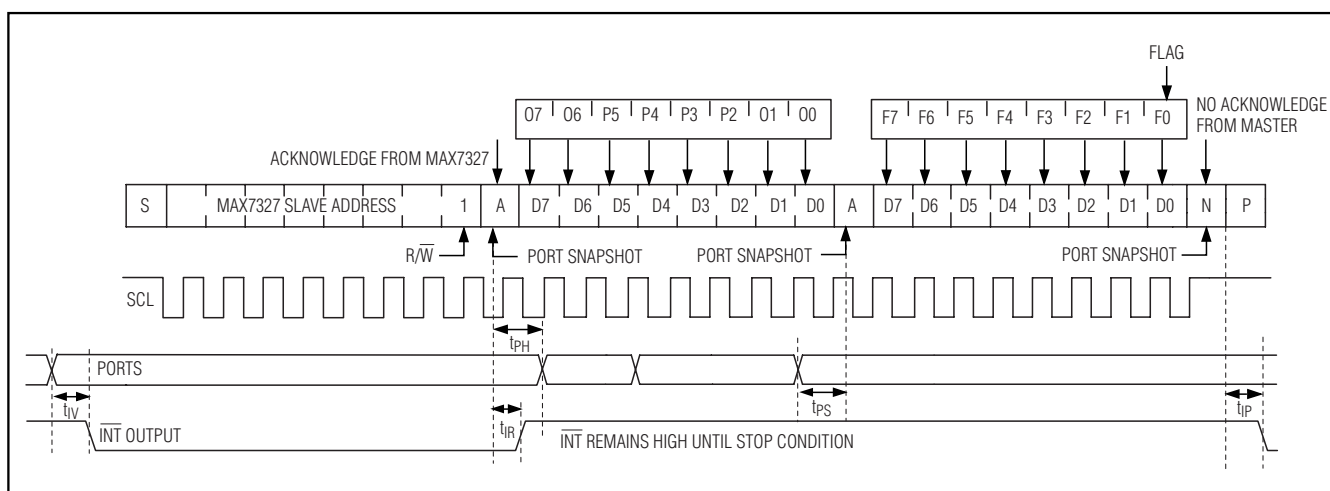 FLAG
O7 O6 P5 P4 P3 P2 O1 O0
F7 F6 F5 F4 F3 F2 F1 F0
NO ACKNOWLEDGE
FROM MASTER
ACKNOWLEDGE FROM MAX7327
S MAX7327 SLAVE ADDRESS 1 A D7 D6 D5 D4 D3 D2 D1 D0 A D7 D6 D5 D4 D3 D2 D1 D0 N P
R/W̅ PORT SNAPSHOT PORT SNAPSHOT PORT SNAPSHOT
SCL
tPH
PORTS
tIV tIR tPS tIP
I̅N̅T̅ OUTPUT I̅N̅T̅ REMAINS HIGH UNTIL STOP CONDITION